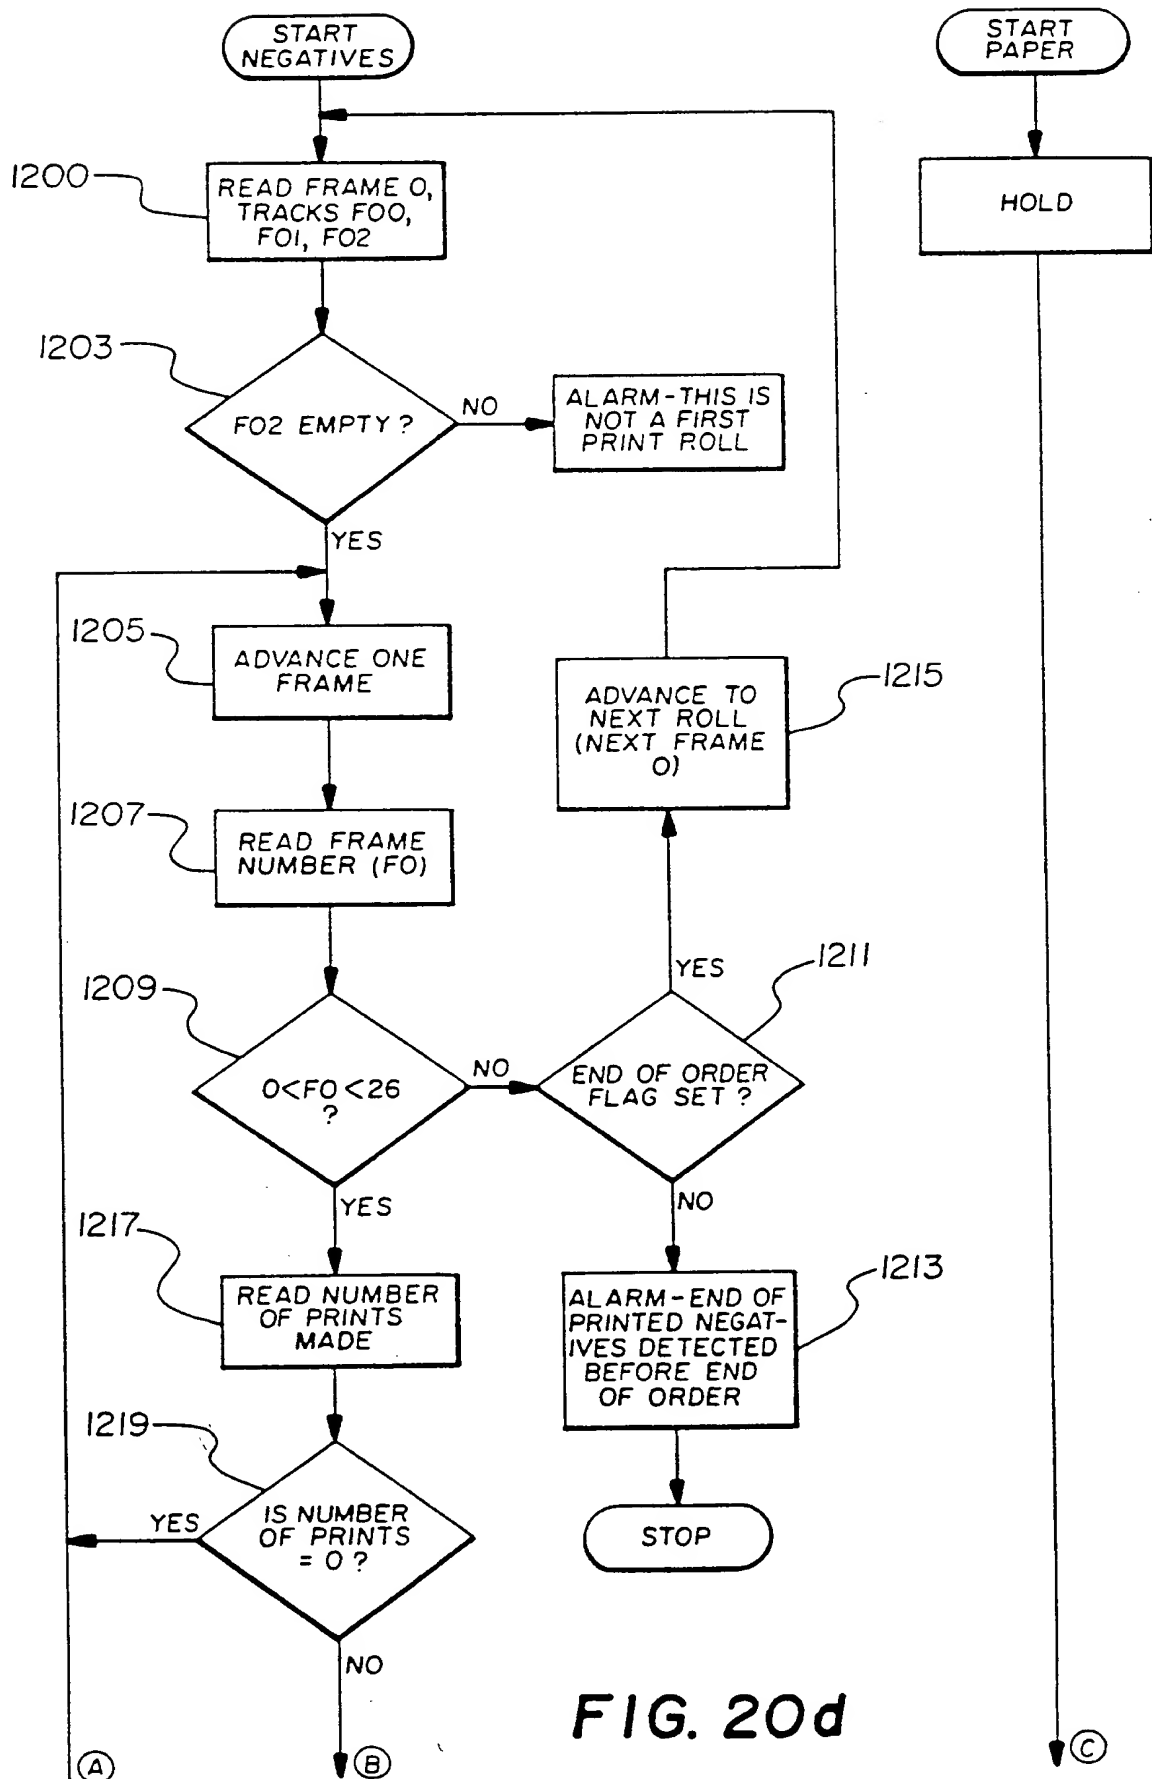 START
NEGATIVES
START
PAPER
1200
READ FRAME 0,
TRACKS F00,
F01, F02
HOLD
1203
F02 EMPTY ?
NO
ALARM-THIS IS
NOT A FIRST
PRINT ROLL
YES
1205
ADVANCE ONE
FRAME
1215
ADVANCE TO
NEXT ROLL
(NEXT FRAME
0)
1207
READ FRAME
NUMBER (F0)
1209
0<F0<26
?
NO
YES
1211
END OF ORDER
FLAG SET ?
YES
NO
1217
READ NUMBER
OF PRINTS
MADE
1213
ALARM-END OF
PRINTED NEGAT-
IVES DETECTED
BEFORE END
OF ORDER
1219
YES
IS NUMBER
OF PRINTS
= 0 ?
STOP
NO
FIG. 20d
A
B
C